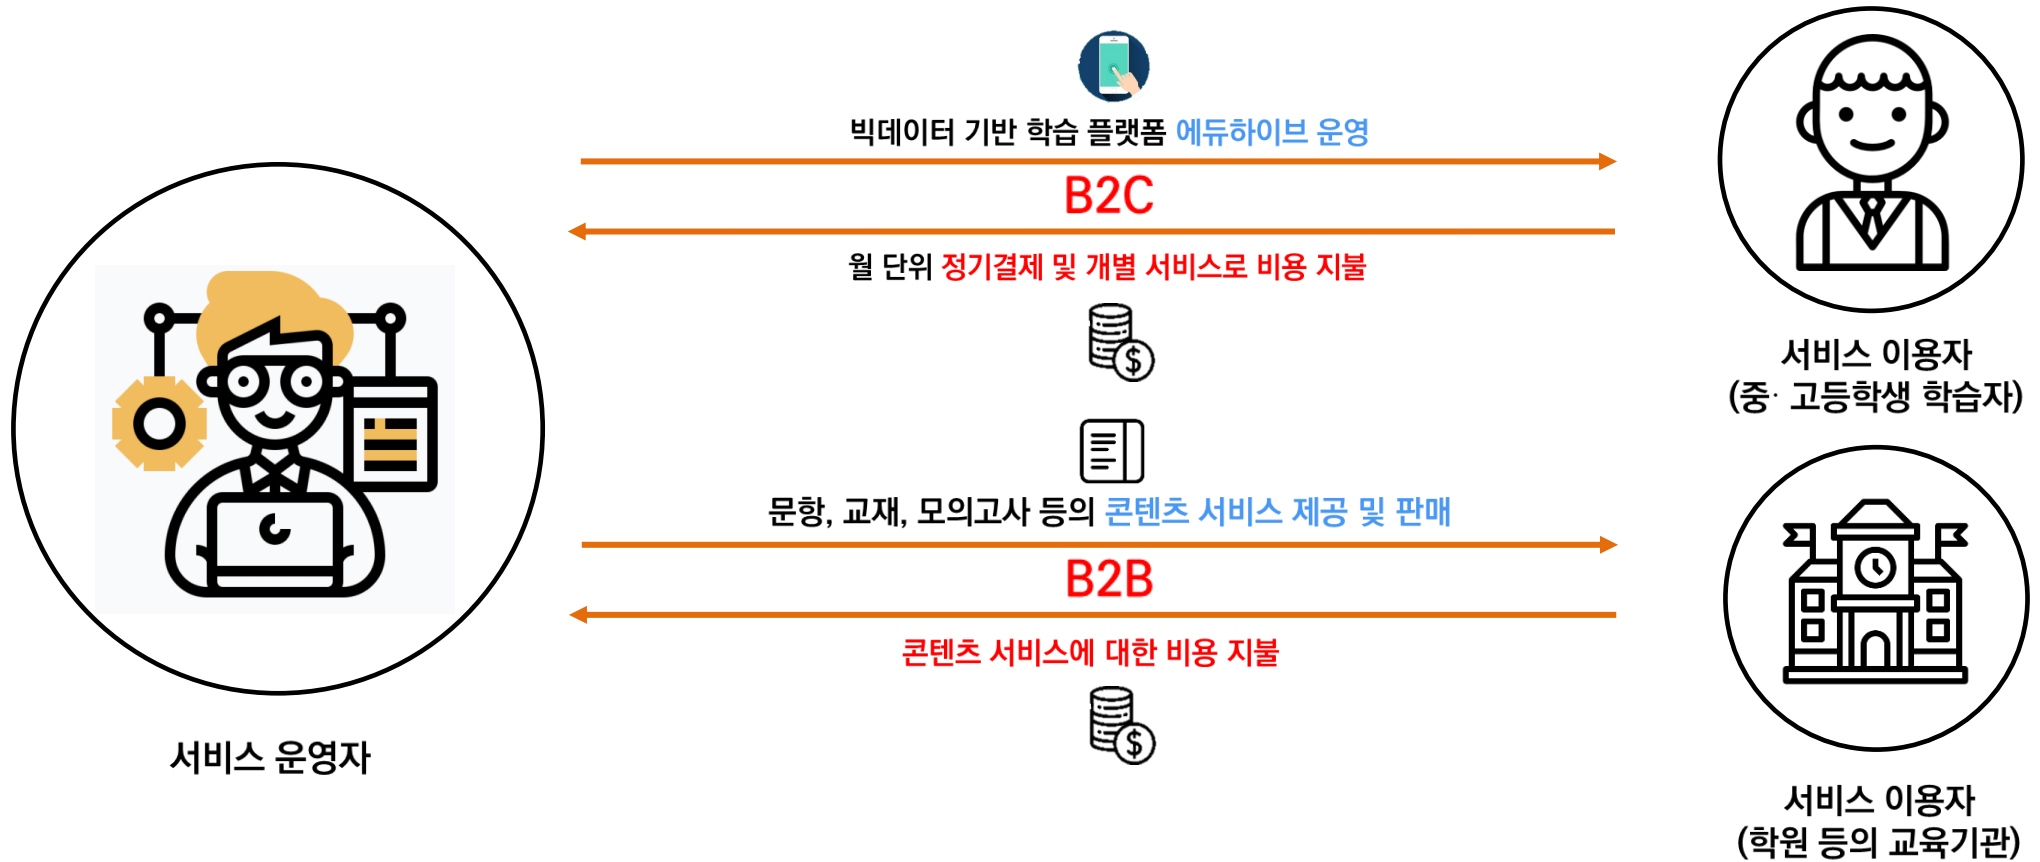 빅데이터 기반 학습 플랫폼 에듀하이브 운영
B2C
월 단위 정기결제 및 개별 서비스로 비용 지불
서비스 이용자
(중· 고등학생 학습자)
문항, 교재, 모의고사 등의 콘텐츠 서비스 제공 및 판매
B2B
콘텐츠 서비스에 대한 비용 지불
서비스 운영자
서비스 이용자
(학원 등의 교육기관)